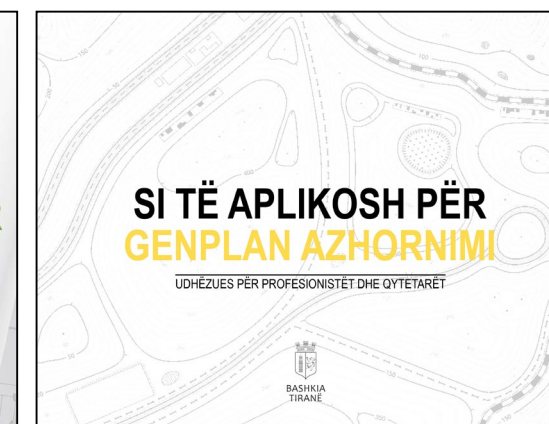 SI TË APLIKOSH PËR
GENPLAN AZHORNIMI
UDHËZUES PËR PROFESIONISTËT DHE QYTETARËT
BASHKIA
TIRANË